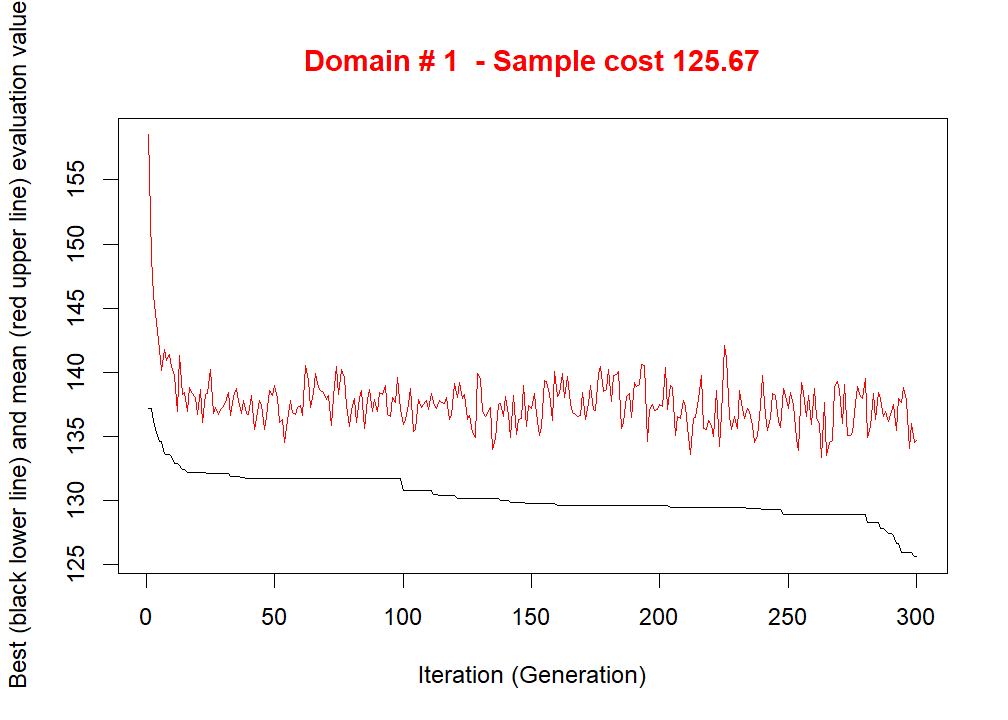 Domain # 1  - Sample cost 125.67
Best (black lower line) and mean (red upper line) evaluation value
155
150
145
140
135
130
125
0 50 100 150 200 250 300
Iteration (Generation)